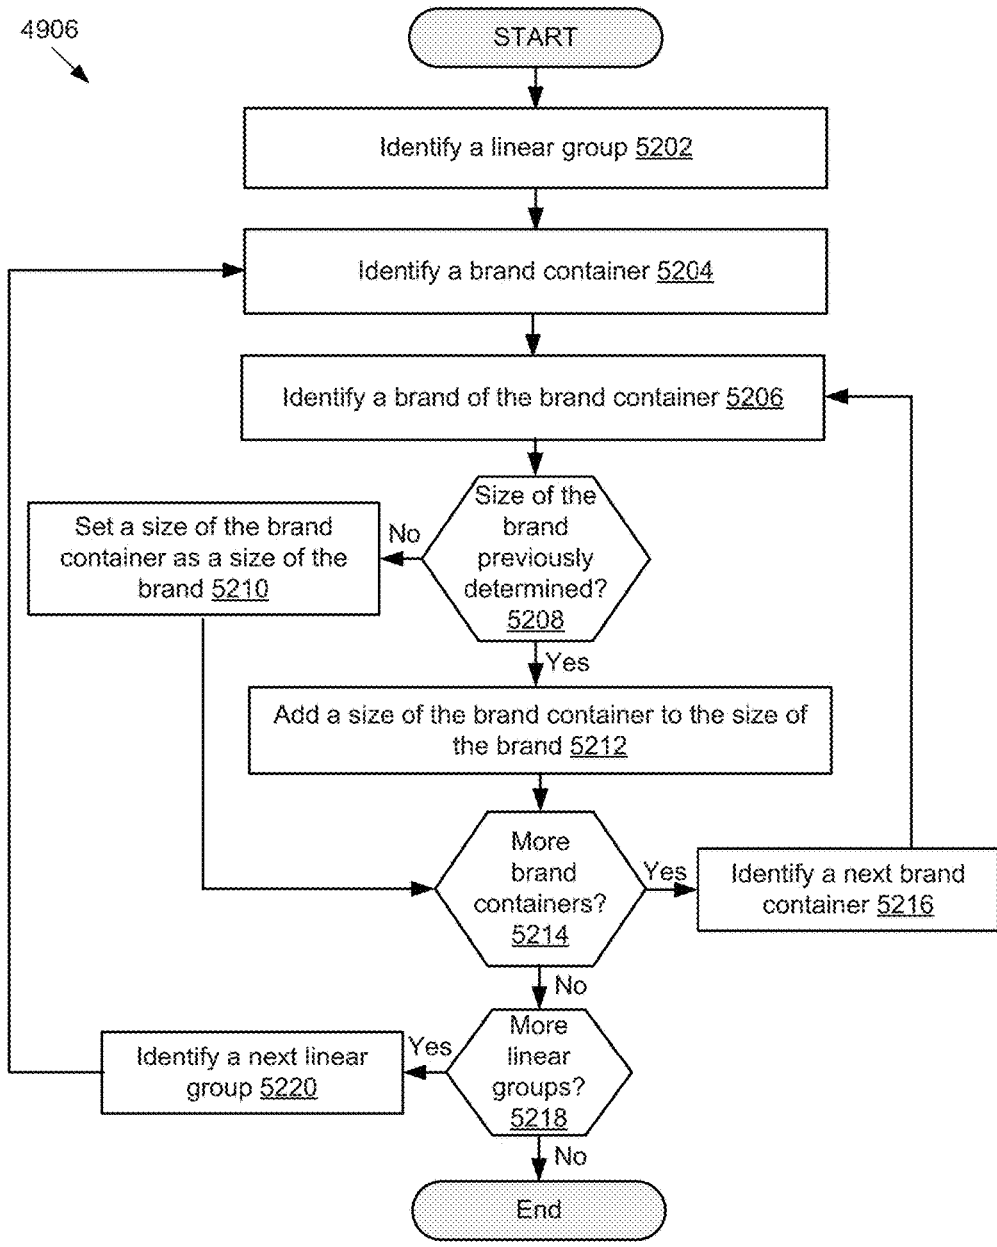 4906
START
Identify a linear group 5202
Identify a brand container 5204
Identify a brand of the brand container 5206
Size of the
brand
previously
determined?
5208
No
Set a size of the brand
container as a size of the
brand 5210
Yes
Add a size of the brand container to the size of
the brand 5212
More
brand
containers?
5214
Yes
Identify a next brand
container 5216
No
More
linear
groups?
5218
Yes
Identify a next linear
group 5220
No
End